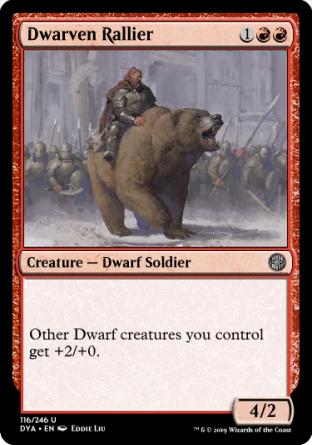 Dwarven Rallier 1
Creature — Dwarf Soldier
Other Dwarf creatures you control
get +2/+0.
4/2
116/246 U
DYA • EN Eddie Liu ™ & © 2019 Wizards of the Coast